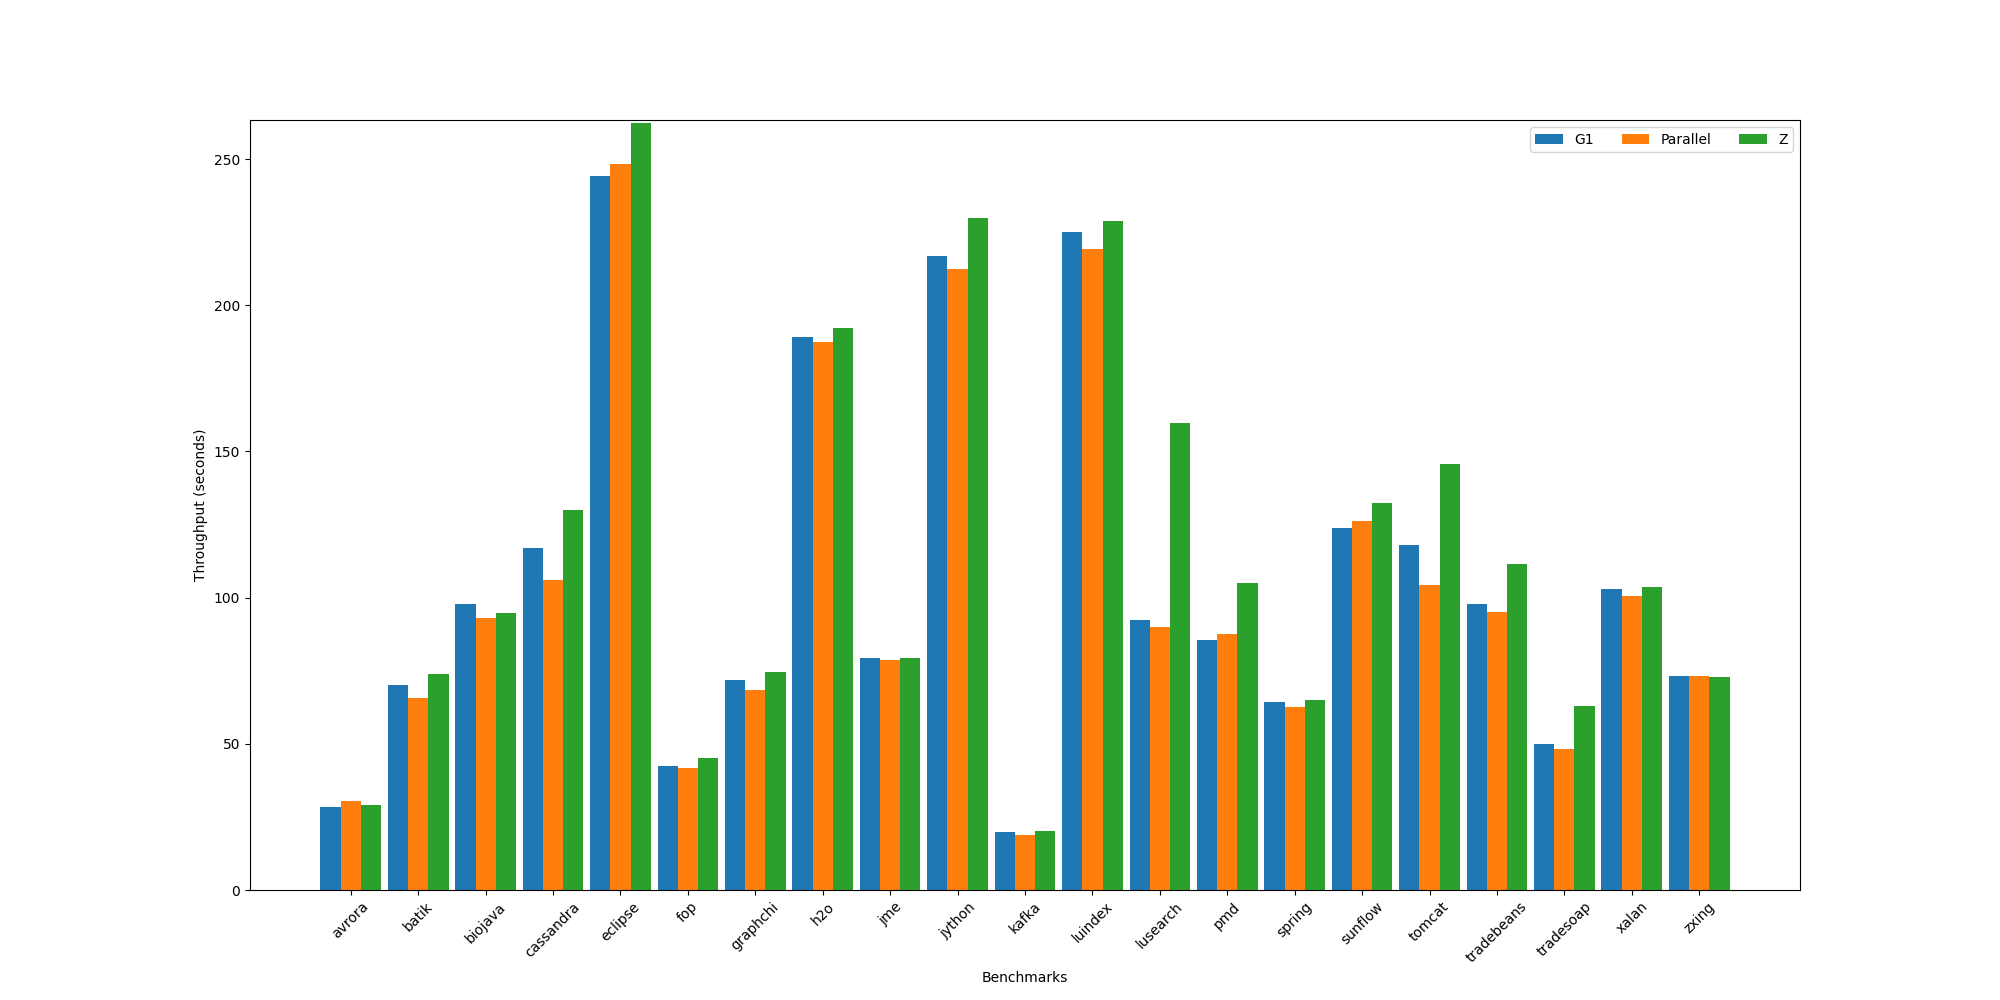 G1 Parallel Z
250
200
150
100
50
0
Throughput (seconds)
avrora batik biojava cassandra eclipse fop graphchi h2o jme jython kafka luindex lusearch pmd spring sunflow tomcat tradebeans tradesoap xalan zxing
Benchmarks